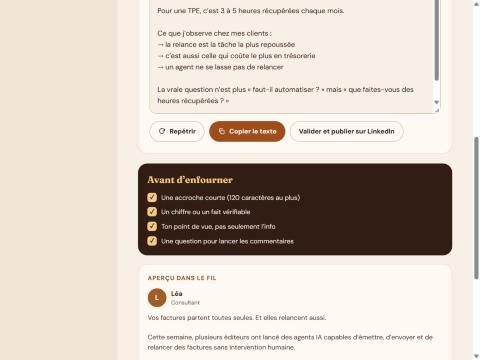 Pour une TPE, c'est 3 à 5 heures récupérées chaque mois.
Ce que j'observe chez mes clients :
→ la relance est la tâche la plus repoussée
→ c'est aussi celle qui coûte le plus en trésorerie
→ un agent ne se lasse pas de relancer
La vraie question n'est plus « faut-il automatiser ? » mais « que faites-vous des
heures récupérées ? »
Repétrir
Copier le texte
Valider et publier sur LinkedIn
Avant d'enfourner
Une accroche courte (120 caractères au plus)
Un chiffre ou un fait vérifiable
Ton point de vue, pas seulement l'info
Une question pour lancer les commentaires
APERÇU DANS LE FIL
L
Léa
Consultant
Vos factures partent toutes seules. Et elles relancent aussi.
Cette semaine, plusieurs éditeurs ont lancé des agents IA capables d'émettre, d'envoyer et de
relancer des factures sans intervention humaine.